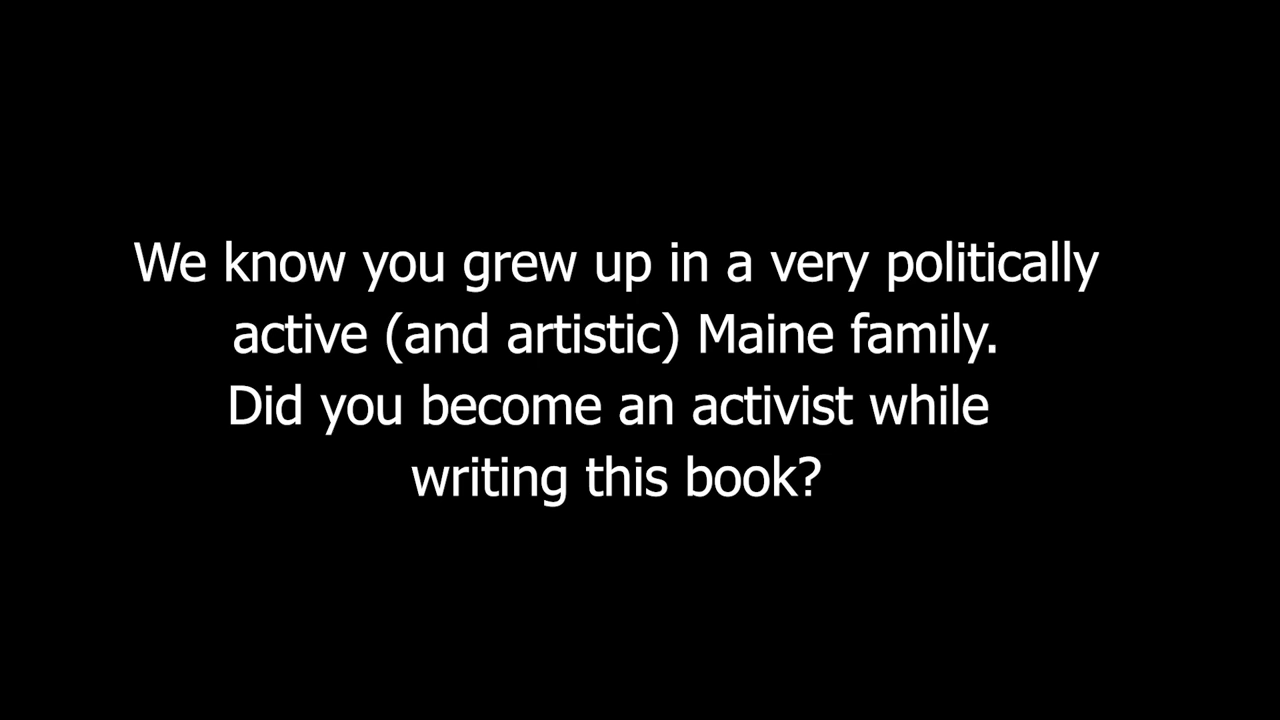 We know you grew up in a very politically
active (and artistic) Maine family.
Did you become an activist while
writing this book?